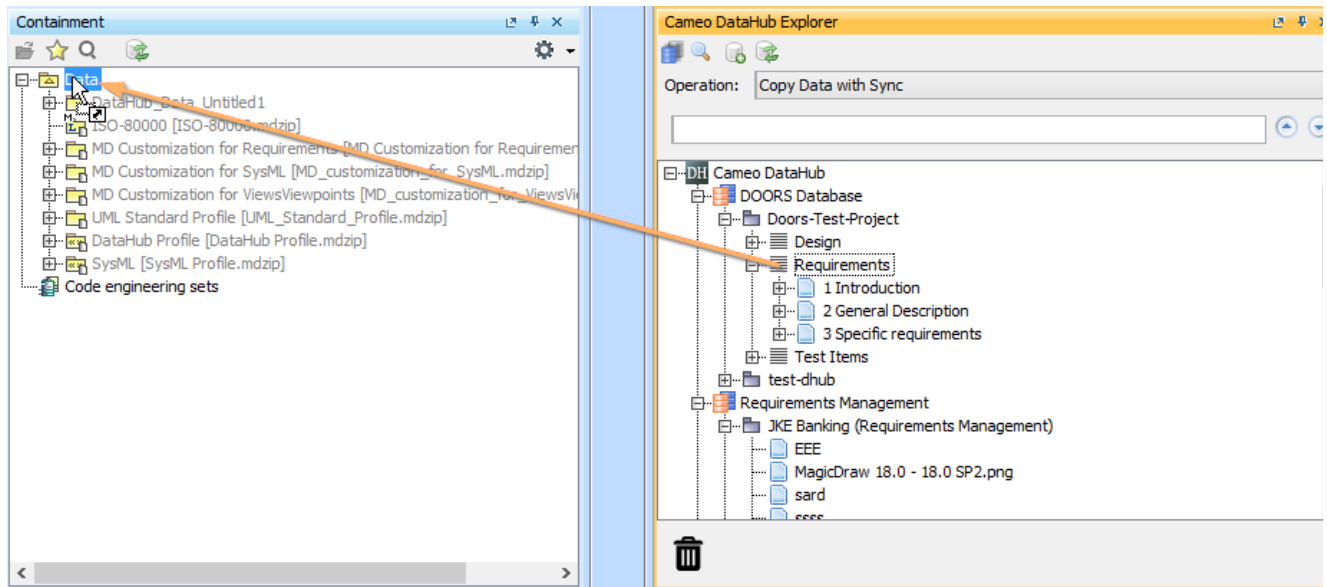 Containment
Data
DataHub_Data_Untitled1
ISO-80000 [ISO-80000.mdzip]
MD Customization for Requirements [MD Customization for Requiremen
MD Customization for SysML [MD_customization_for_SysML.mdzip]
MD Customization for ViewsViewpoints [MD_customization_for_ViewsVi
UML Standard Profile [UML_Standard_Profile.mdzip]
DataHub Profile [DataHub Profile.mdzip]
SysML [SysML Profile.mdzip]
Code engineering sets
Cameo DataHub Explorer
Operation: Copy Data with Sync
DH Cameo DataHub
DOORS Database
Doors-Test-Project
Design
Requirements
1 Introduction
2 General Description
3 Specific requirements
Test Items
test-dhub
Requirements Management
JKE Banking (Requirements Management)
EEE
MagicDraw 18.0 - 18.0 SP2.png
sard
ssss